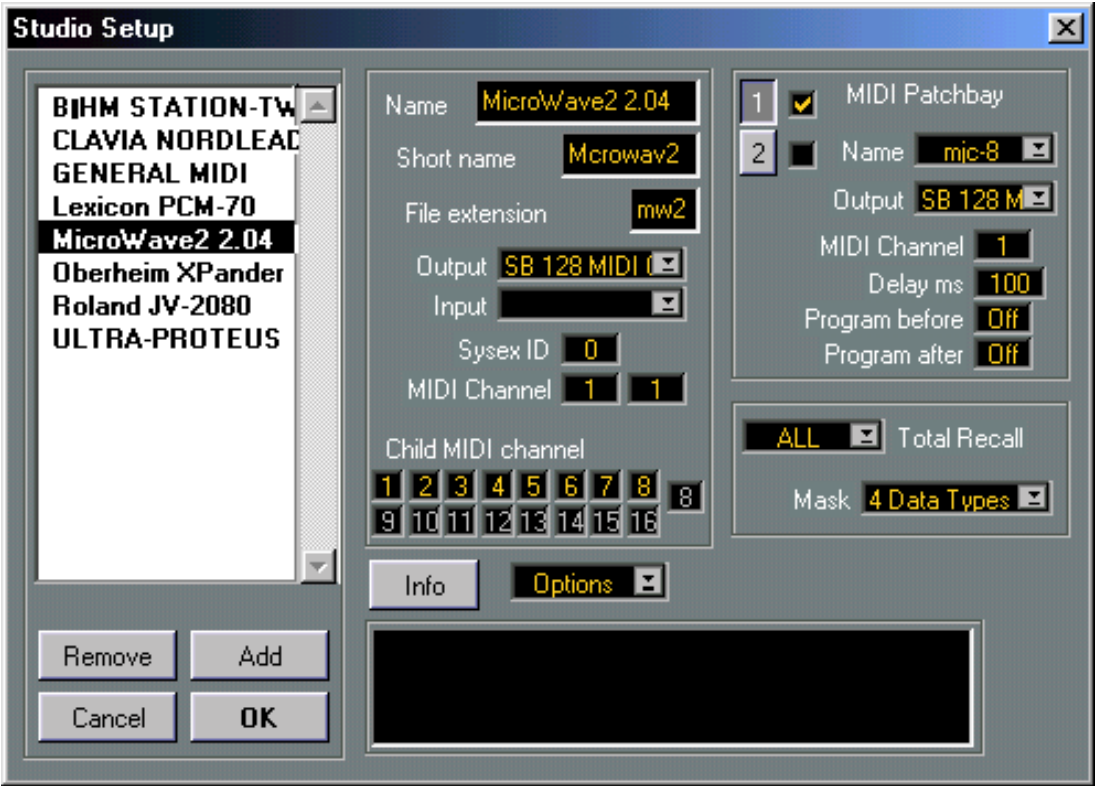 Studio Setup
CLAVIA NORDLEAD
GENERAL MIDI
Lexicon PCM-70
MicroWave2 2.04
Oberheim XPander
Roland JV-2080
ULTRA-PROTEUS
Remove
Add
Cancel
OK
Name MicroWave2 2.04
Short name Mcrowav2
File extension mw2
Output SB 128 MIDI
Input
Sysex ID 0
MIDI Channel 1 1
Child MIDI channel
1 2 3 4 5 6 7 8
8
9 10 11 12 13 14 15 16
Info
Options
1 MIDI Patchbay
2 Name mjc-8
Output SB 128 M
MIDI Channel 1
Delay ms 100
Program before Off
Program after Off
ALL Total Recall
Mask 4 Data Types